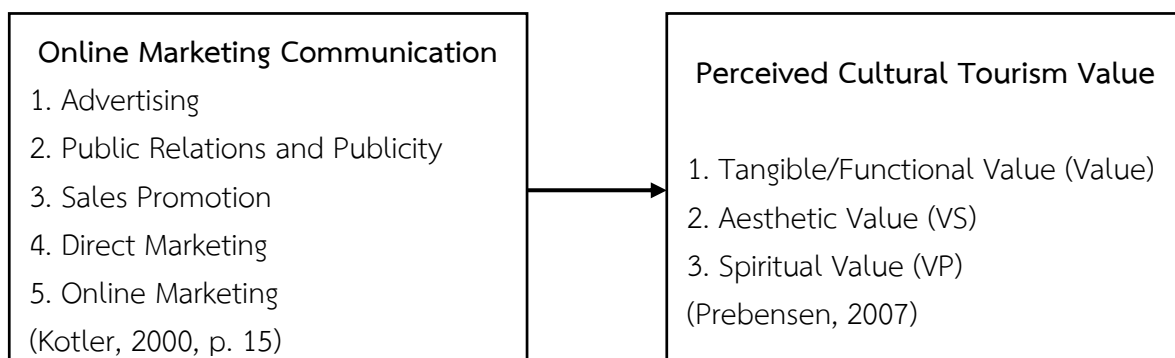 Online Marketing Communication
1. Advertising
2. Public Relations and Publicity
3. Sales Promotion
4. Direct Marketing
5. Online Marketing
(Kotler, 2000, p. 15)
Perceived Cultural Tourism Value
1. Tangible/Functional Value (Value)
2. Aesthetic Value (VS)
3. Spiritual Value (VP)
(Prebensen, 2007)